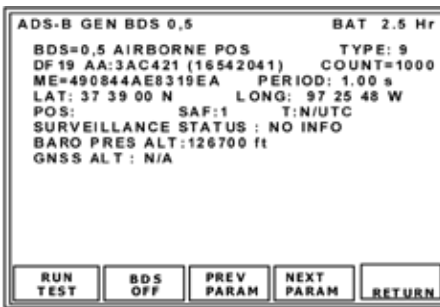 ADS-B GEN BDS 0,5 BAT 2.5 Hr
BDS=0,5 AIRBORNE POS TYPE: 9
DF19 AA:3AC421 (16542041) COUNT=1000
ME=490844AE8319EA PERIOD: 1.00 s
LAT: 37 39 00 N LONG: 97 25 48 W
POS: SAF:1 T:N/UTC
SURVEILLANCE STATUS : NO INFO
BARO PRES ALT:126700 ft
GNSS ALT : N/A
RUN TEST
BDS OFF
PREV PARAM
NEXT PARAM
RETURN